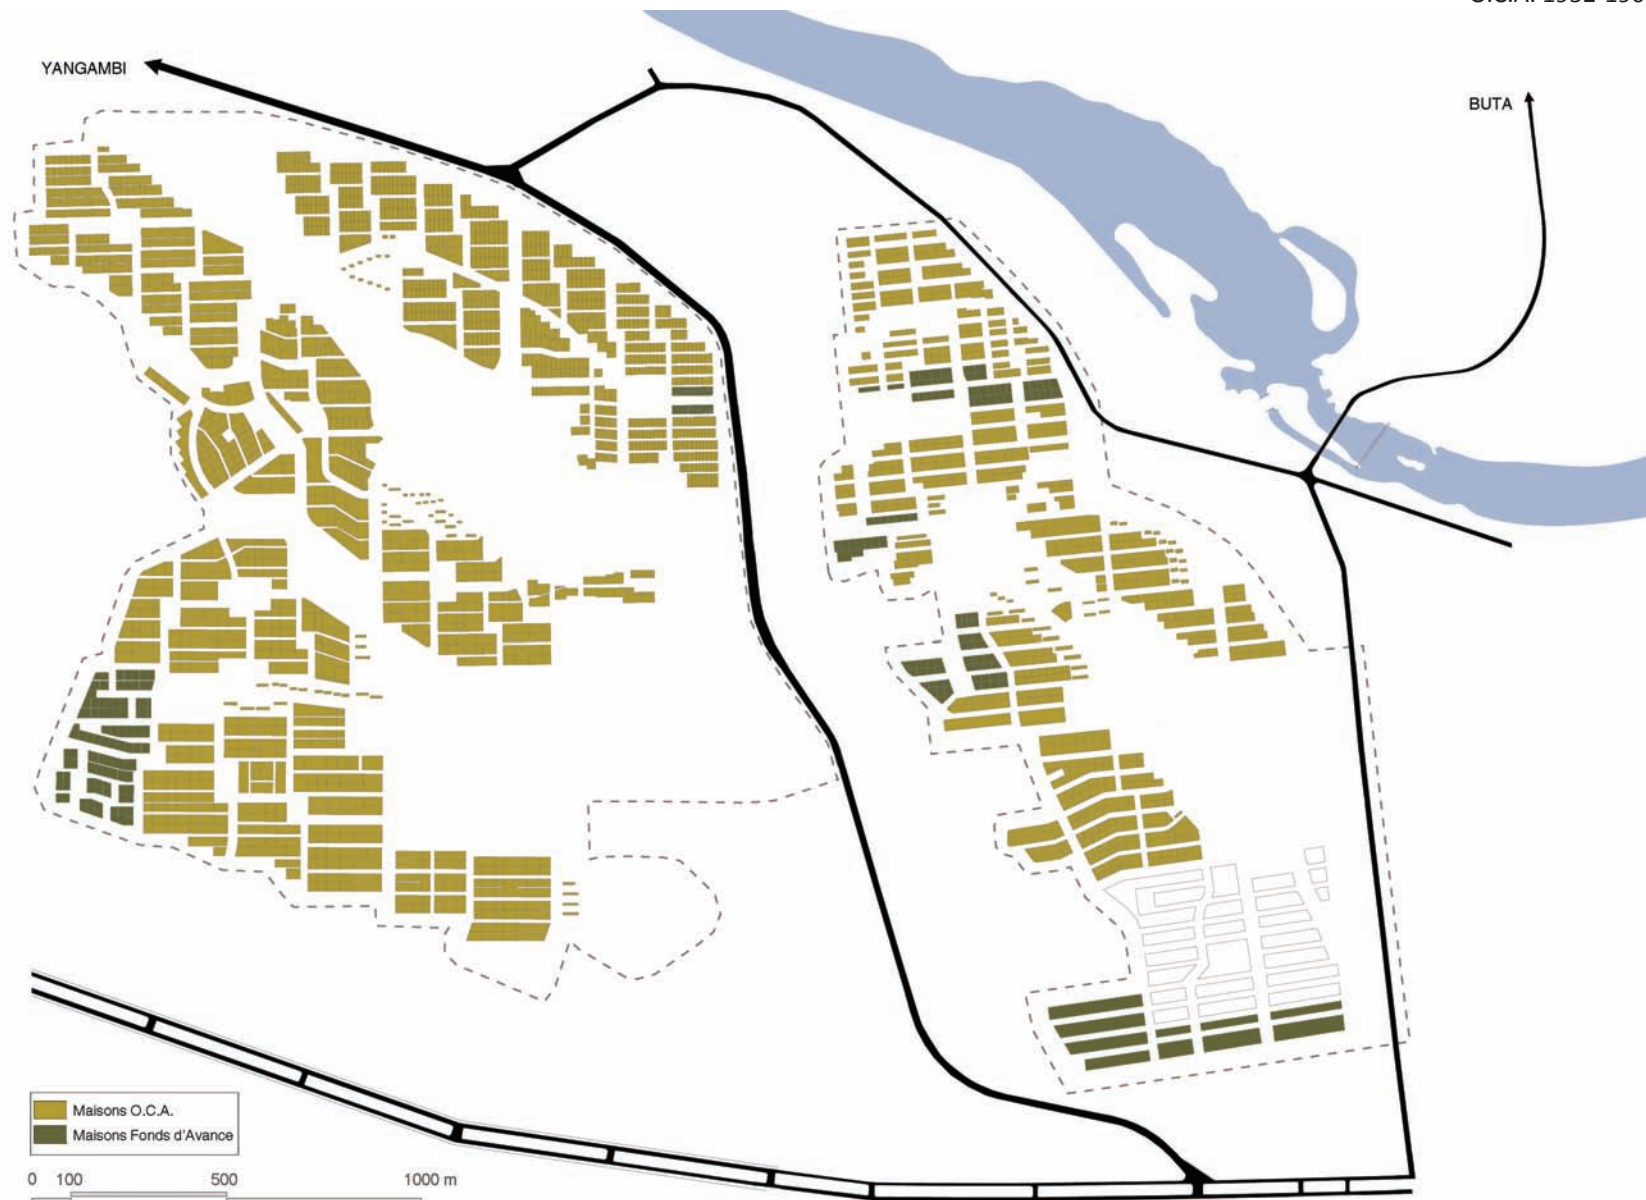 YANGAMBI
BUTA
Maisons O.C.A.
Maisons Fonds d'Avance
0 100 500 1000 m